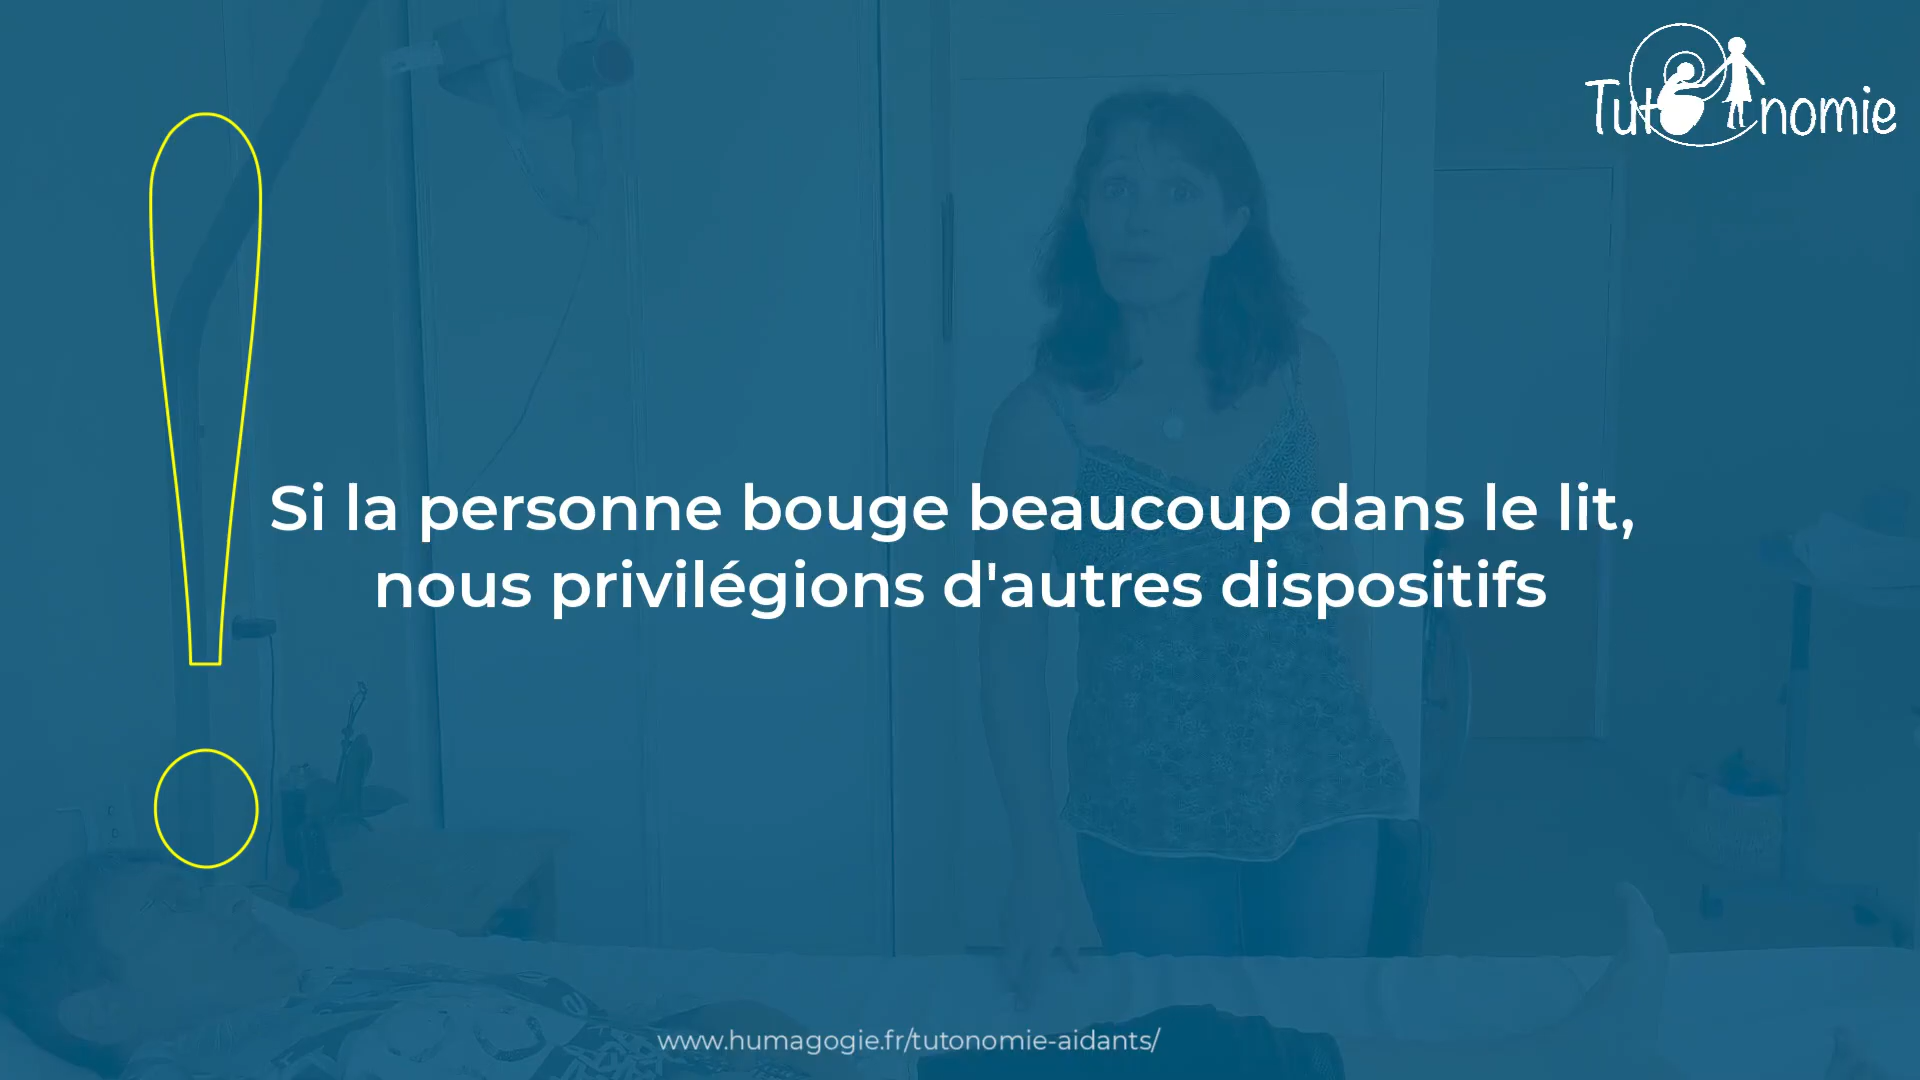 Tutonomie
Si la personne bouge beaucoup dans le lit,
nous privilégions d'autres dispositifs
www.humagogie.fr/tutonomie-aidants/